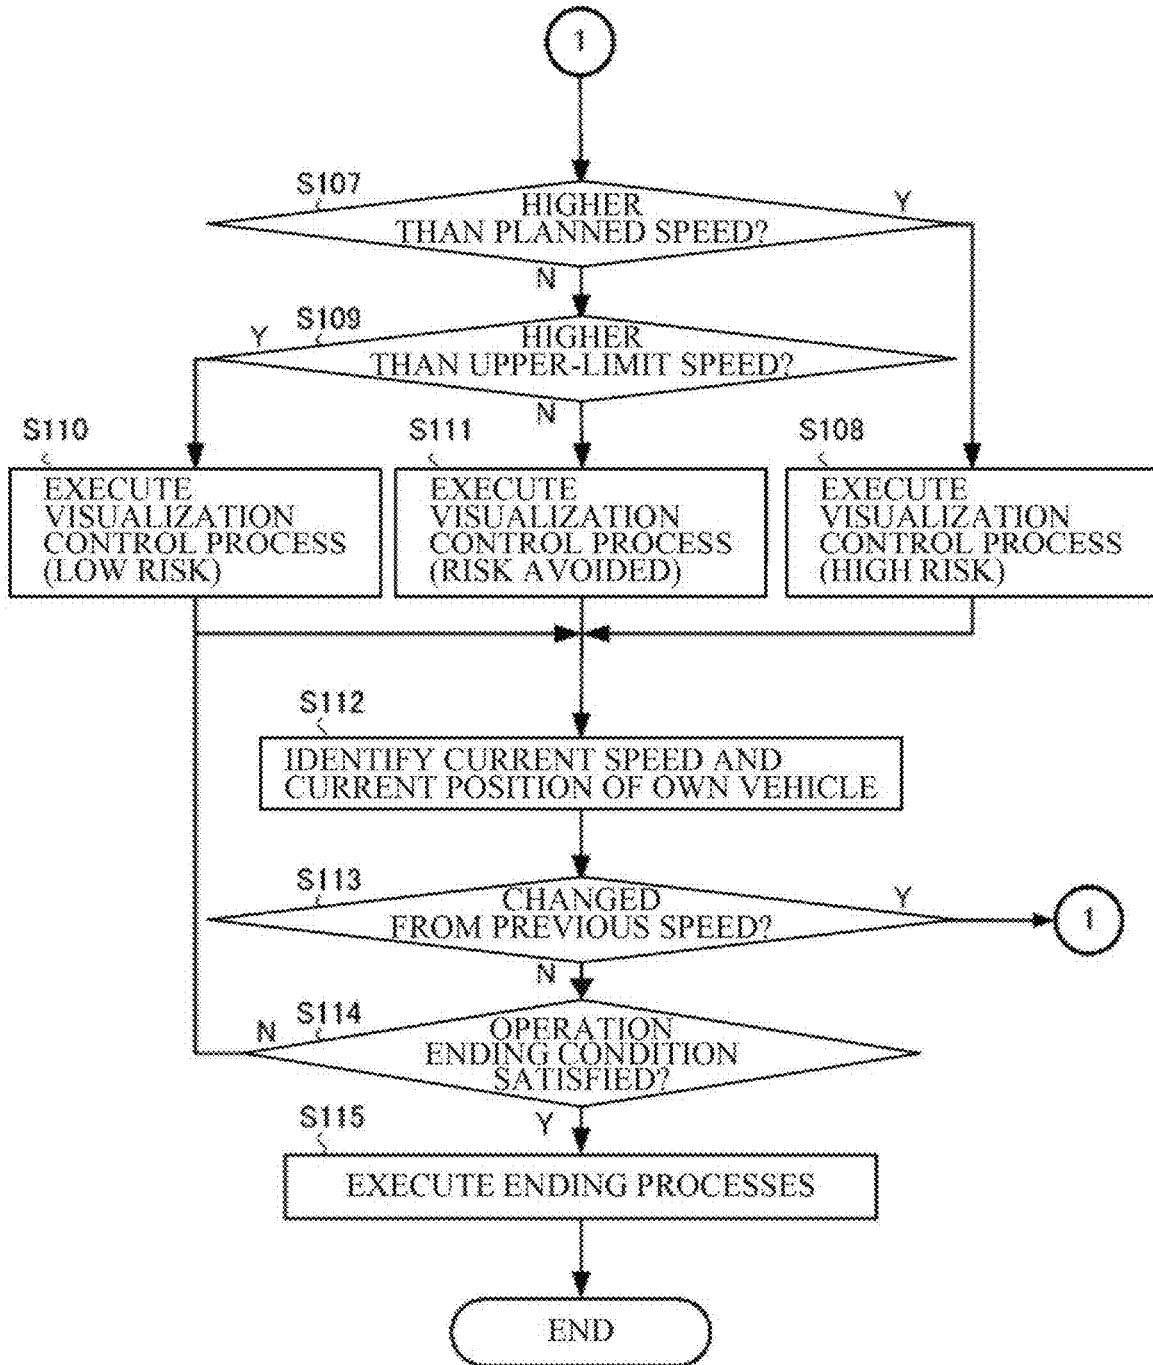 1
S107
HIGHER
THAN PLANNED SPEED?
Y
N
S109
Y
HIGHER
THAN UPPER-LIMIT SPEED?
N
S110
EXECUTE
VISUALIZATION
CONTROL PROCESS
(LOW RISK)
S111
EXECUTE
VISUALIZATION
CONTROL PROCESS
(RISK AVOIDED)
S108
EXECUTE
VISUALIZATION
CONTROL PROCESS
(HIGH RISK)
S112
IDENTIFY CURRENT SPEED AND
CURRENT POSITION OF OWN VEHICLE
S113
CHANGED
FROM PREVIOUS SPEED?
Y
1
N
S114
N
OPERATION
ENDING CONDITION
SATISFIED?
Y
S115
EXECUTE ENDING PROCESSES
END